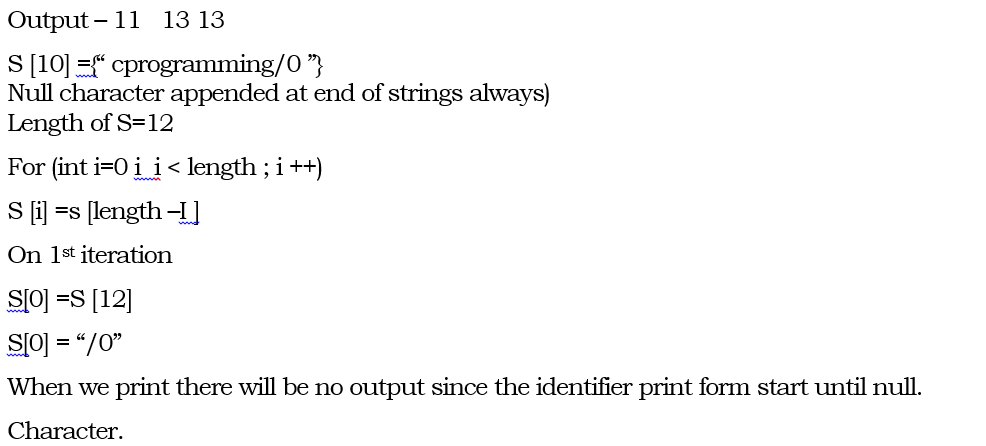 Output – 11 13 13
S [10] ={“ cprogramming/0 ”}
Null character appended at end of strings always)
Length of S=12
For (int i=0 i i < length ; i ++)
S [i] =s [length –I ]
On 1st iteration
S[0] =S [12]
S[0] = “/0”
When we print there will be no output since the identifier print form start until null.
Character.